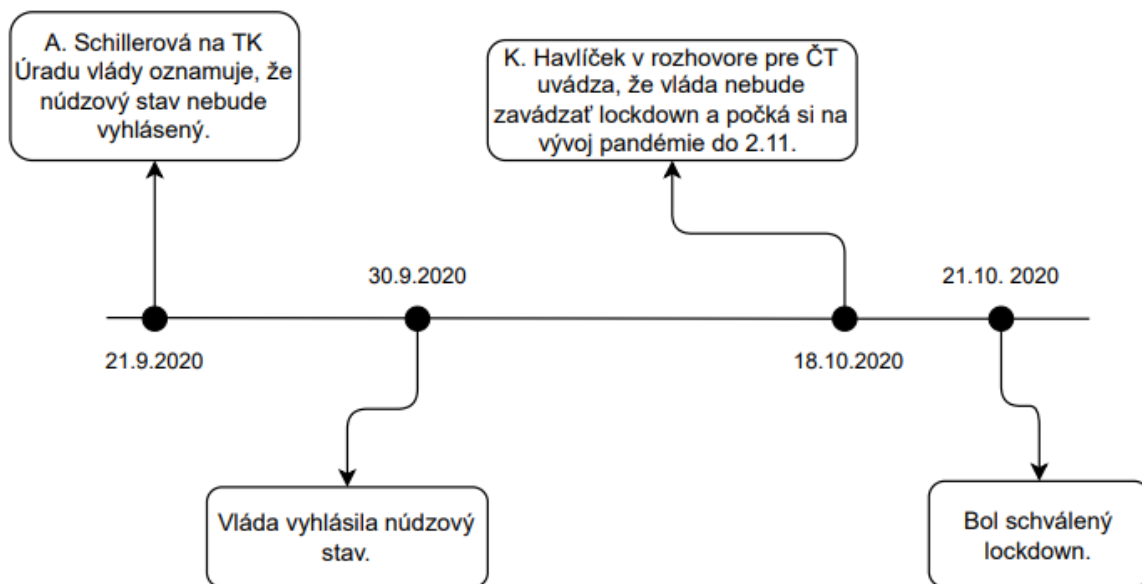 A. Schillerová na TK
Úradu vlády oznamuje, že
núdzový stav nebude
vyhlásený.
K. Havlíček v rozhovore pre ČT
uvádza, že vláda nebude
zavádzať lockdown a počká si na
vývoj pandémie do 2.11.
30.9.2020
21.10. 2020
21.9.2020
18.10.2020
Vláda vyhlásila núdzový
stav.
Bol schválený
lockdown.